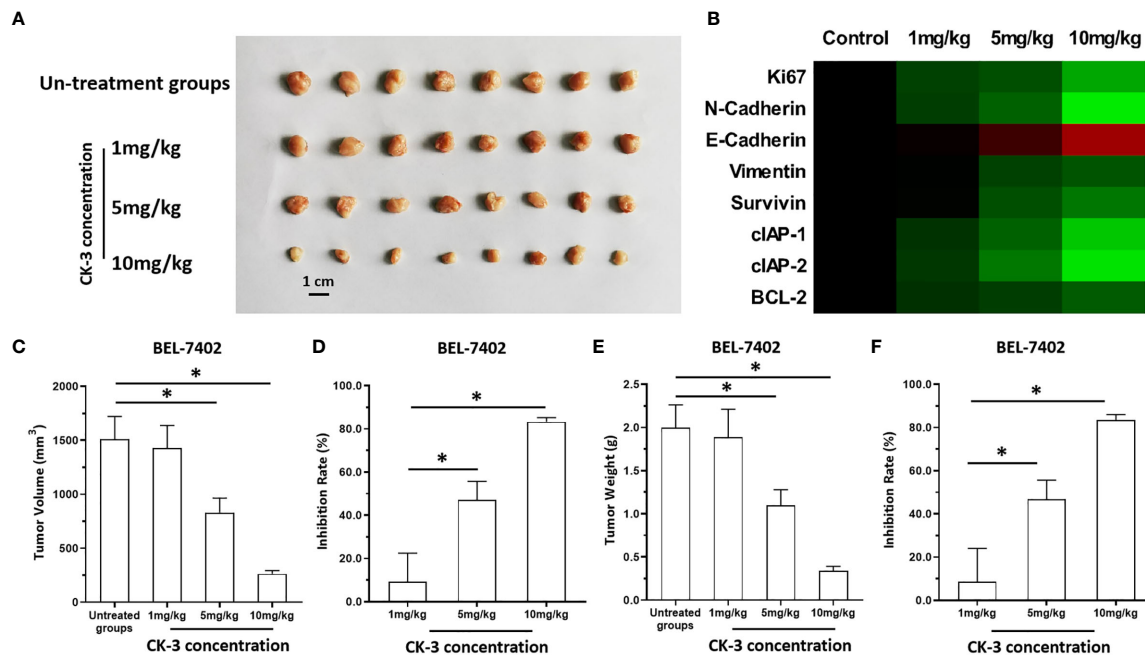 A
Un-treatment groups
CK-3 concentration
1mg/kg
5mg/kg
10mg/kg
1 cm
B
Control 1mg/kg 5mg/kg 10mg/kg
Ki67
N-Cadherin
E-Cadherin
Vimentin
Survivin
cIAP-1
cIAP-2
BCL-2
C
BEL-7402
Tumor Volume (mm3)
2000
1500
1000
500
0
* 
*
Untreated groups 1mg/kg 5mg/kg 10mg/kg
CK-3 concentration
D
BEL-7402
Inhibition Rate (%)
100.0
80.0
60.0
40.0
20.0
0.0
*
*
1mg/kg 5mg/kg 10mg/kg
CK-3 concentration
E
BEL-7402
Tumor Weight (g)
2.5
2.0
1.5
1.0
0.5
0.0
*
*
Untreated groups 1mg/kg 5mg/kg 10mg/kg
CK-3 concentration
F
BEL-7402
Inhibition Rate (%)
100.0
80.0
60.0
40.0
20.0
0.0
*
*
1mg/kg 5mg/kg 10mg/kg
CK-3 concentration